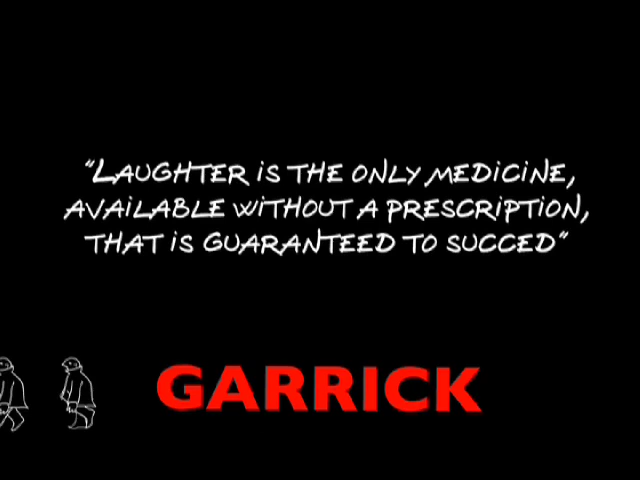 "LAUGHTER IS THE ONLY MEDICINE,
AVAILABLE WITHOUT A PRESCRIPTION,
THAT IS GUARANTEED TO SUCCED"
GARRICK